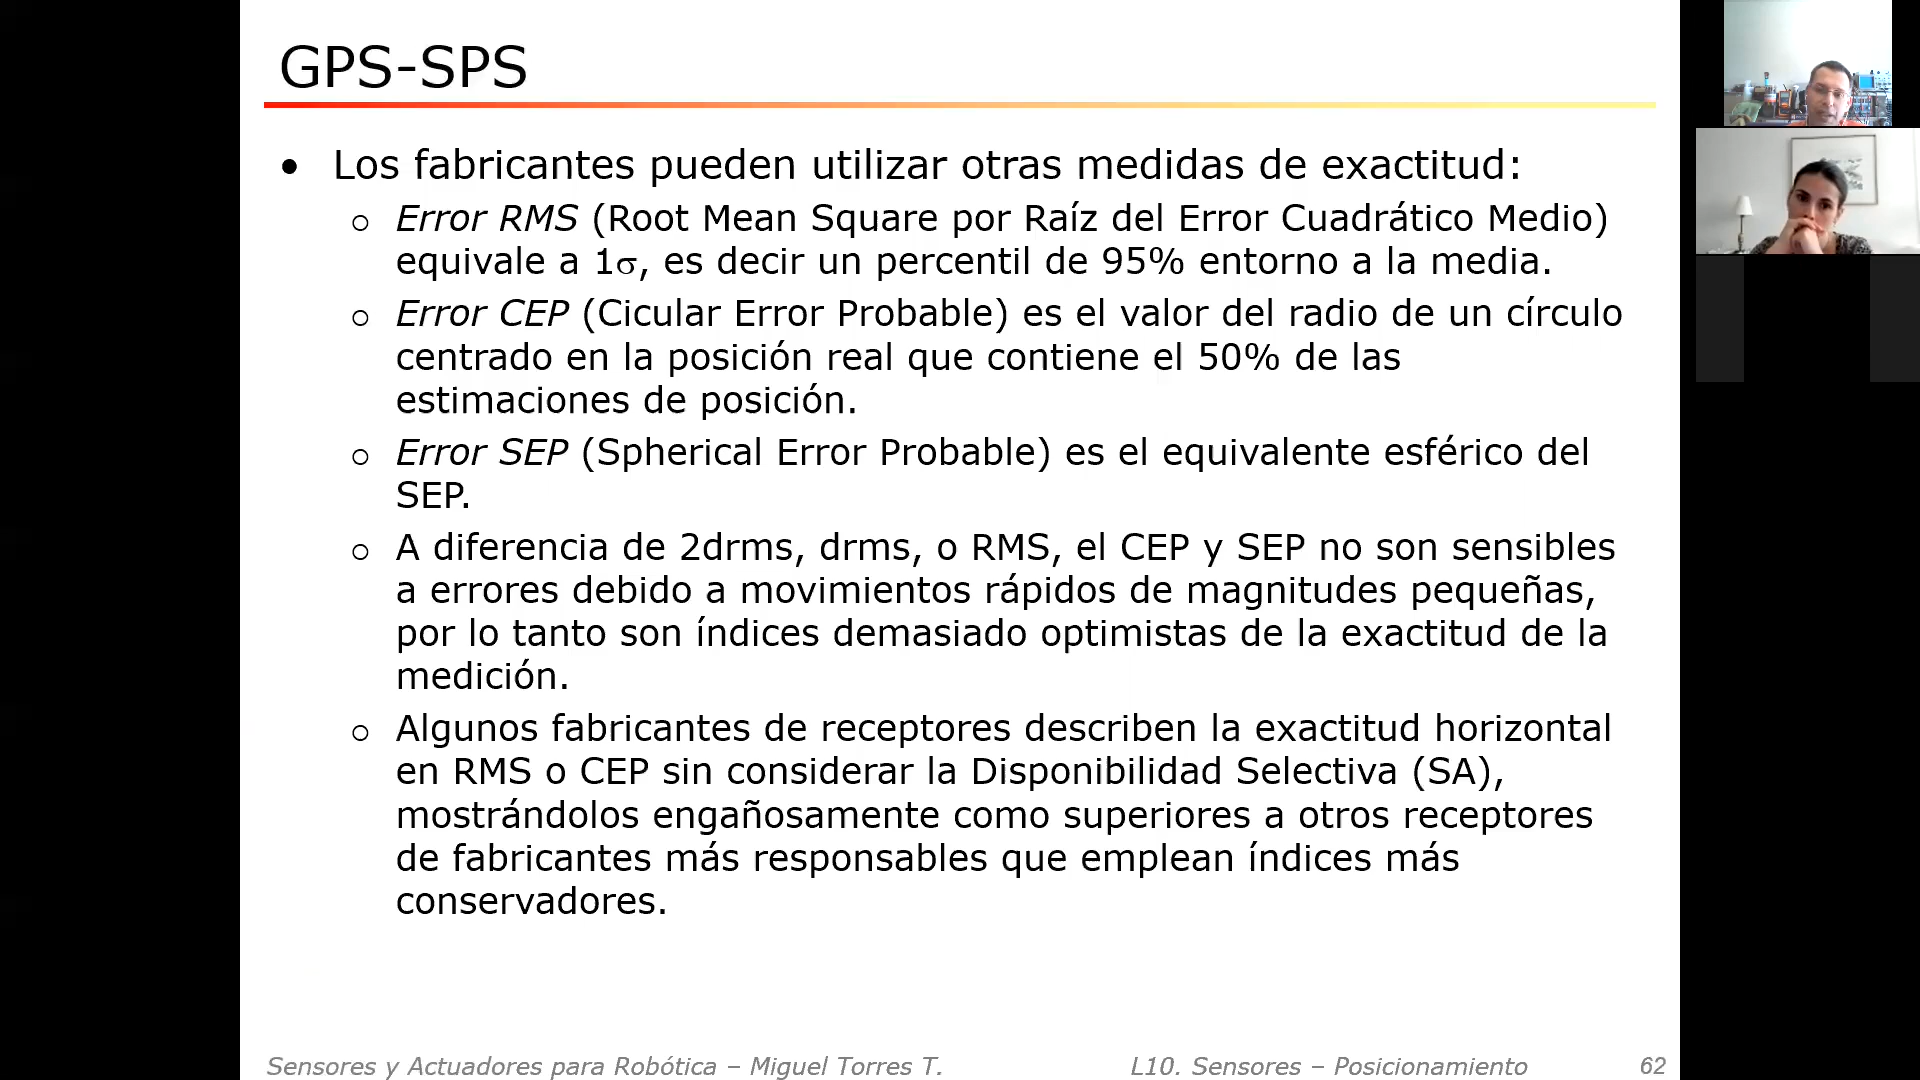 GPS-SPS
• Los fabricantes pueden utilizar otras medidas de exactitud:
o Error RMS (Root Mean Square por Raíz del Error Cuadrático Medio)
equivale a 1σ, es decir un percentil de 95% entorno a la media.
o Error CEP (Cicular Error Probable) es el valor del radio de un círculo
centrado en la posición real que contiene el 50% de las
estimaciones de posición.
o Error SEP (Spherical Error Probable) es el equivalente esférico del
SEP.
o A diferencia de 2drms, drms, o RMS, el CEP y SEP no son sensibles
a errores debido a movimientos rápidos de magnitudes pequeñas,
por lo tanto son índices demasiado optimistas de la exactitud de la
medición.
o Algunos fabricantes de receptores describen la exactitud horizontal
en RMS o CEP sin considerar la Disponibilidad Selectiva (SA),
mostrándolos engañosamente como superiores a otros receptores
de fabricantes más responsables que emplean índices más
conservadores.
Sensores y Actuadores para Robótica – Miguel Torres T.
L10. Sensores – Posicionamiento
62